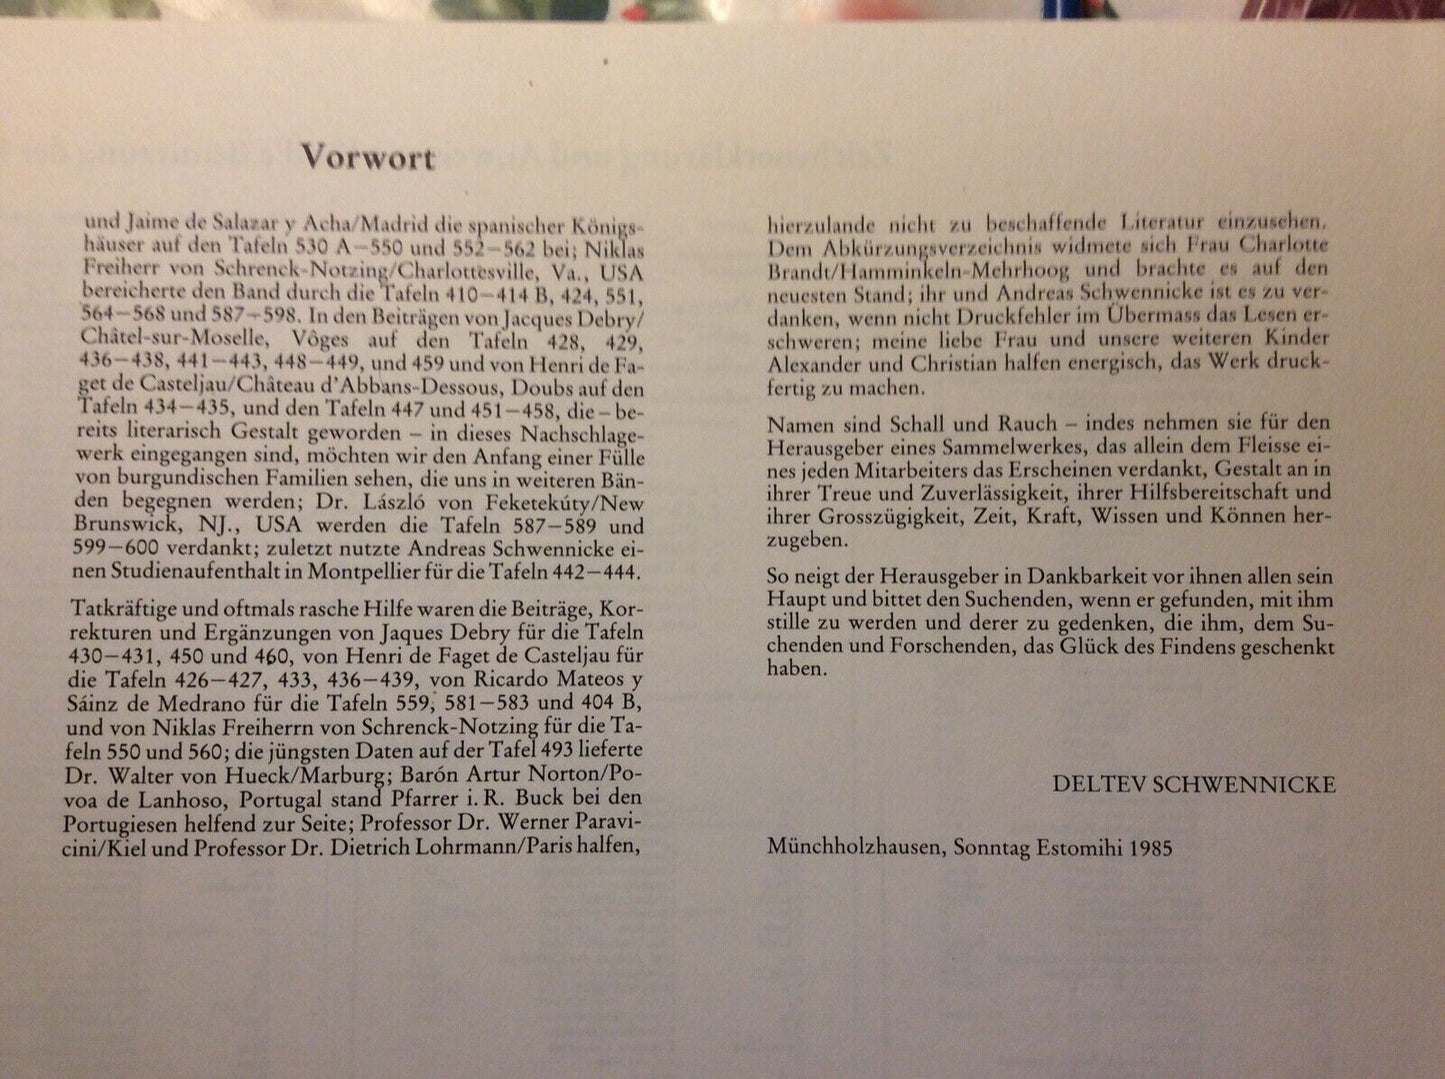 Vorwort
und Jaime de Salazar y Acha/Madrid die spanischer Königs-
häuser auf den Tafeln 530 A—550 und 552—562 bei; Niklas
Freiherr von Schrenck-Notzing/Charlottesville, Va., USA
bereicherte den Band durch die Tafeln 410—414 B, 424, 551,
564—568 und 587—598. In den Beiträgen von Jacques Debry/
Châtel-sur-Moselle, Vôges auf den Tafeln 428, 429,
436—438, 441—443, 448—449, und 459 und von Henri de Fa-
get de Casteljau/Château d'Abbans-Dessous, Doubs auf den
Tafeln 434—435, und den Tafeln 447 und 451—458, die – be-
reits literarisch Gestalt geworden – in dieses Nachschlage-
werk eingegangen sind, möchten wir den Anfang einer Fülle
von burgundischen Familien sehen, die uns in weiteren Bän-
den begegnen werden; Dr. László von Feketekúty/New
Brunswick, NJ., USA werden die Tafeln 587—589 und
599—600 verdankt; zuletzt nutzte Andreas Schwennicke ei-
nen Studienaufenthalt in Montpellier für die Tafeln 442—444.
Tatkräftige und oftmals rasche Hilfe waren die Beiträge, Kor-
rekturen und Ergänzungen von Jaques Debry für die Tafeln
430—431, 450 und 460, von Henri de Faget de Casteljau für
die Tafeln 426—427, 433, 436—439, von Ricardo Mateos y
Sáinz de Medrano für die Tafeln 559, 581—583 und 404 B,
und von Niklas Freiherrn von Schrenck-Notzing für die Ta-
feln 550 und 560; die jüngsten Daten auf der Tafel 493 lieferte
Dr. Walter von Hueck/Marburg; Barón Artur Norton/Po-
voa de Lanhoso, Portugal stand Pfarrer i. R. Buck bei den
Portugiesen helfend zur Seite; Professor Dr. Werner Paravi-
cini/Kiel und Professor Dr. Dietrich Lohrmann/Paris halfen,
hierzulande nicht zu beschaffende Literatur einzusehen.
Dem Abkürzungsverzeichnis widmete sich Frau Charlotte
Brandt/Hamminkeln-Mehrhoog und brachte es auf den
neuesten Stand; ihr und Andreas Schwennicke ist es zu ver-
danken, wenn nicht Druckfehler im Übermass das Lesen er-
schweren; meine liebe Frau und unsere weiteren Kinder
Alexander und Christian halfen energisch, das Werk druck-
fertig zu machen.
Namen sind Schall und Rauch – indes nehmen sie für den
Herausgeber eines Sammelwerkes, das allein dem Fleisse ei-
nes jeden Mitarbeiters das Erscheinen verdankt, Gestalt an in
ihrer Treue und Zuverlässigkeit, ihrer Hilfsbereitschaft und
ihrer Grosszügigkeit, Zeit, Kraft, Wissen und Können her-
zugeben.
So neigt der Herausgeber in Dankbarkeit vor ihnen allen sein
Haupt und bittet den Suchenden, wenn er gefunden, mit ihm
stille zu werden und derer zu gedenken, die ihm, dem Su-
chenden und Forschenden, das Glück des Findens geschenkt
haben.
DELTEV SCHWENNICKE
Münchholzhausen, Sonntag Estomihi 1985